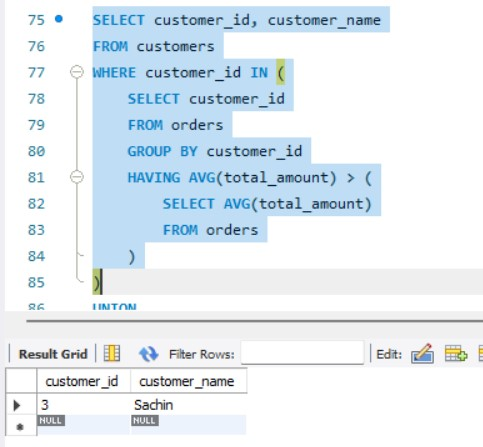 75 SELECT customer_id, customer_name
76 FROM customers
77 WHERE customer_id IN (
78 SELECT customer_id
79 FROM orders
80 GROUP BY customer_id
81 HAVING AVG(total_amount) > (
82 SELECT AVG(total_amount)
83 FROM orders
84 )
85 )
86 UNION
Result Grid Filter Rows: Edit:
customer_id customer_name
3 Sachin
NULL NULL